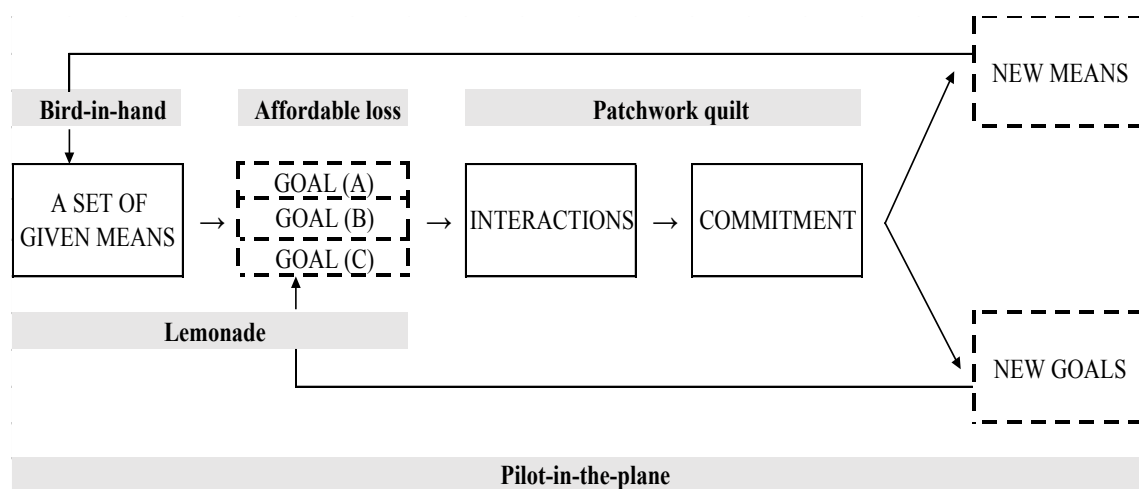 NEW MEANS
Bird-in-hand
Affordable loss
Patchwork quilt
A SET OF
GIVEN MEANS
→
GOAL (A)
GOAL (B)
GOAL (C)
→
INTERACTIONS
→
COMMITMENT
Lemonade
NEW GOALS
Pilot-in-the-plane